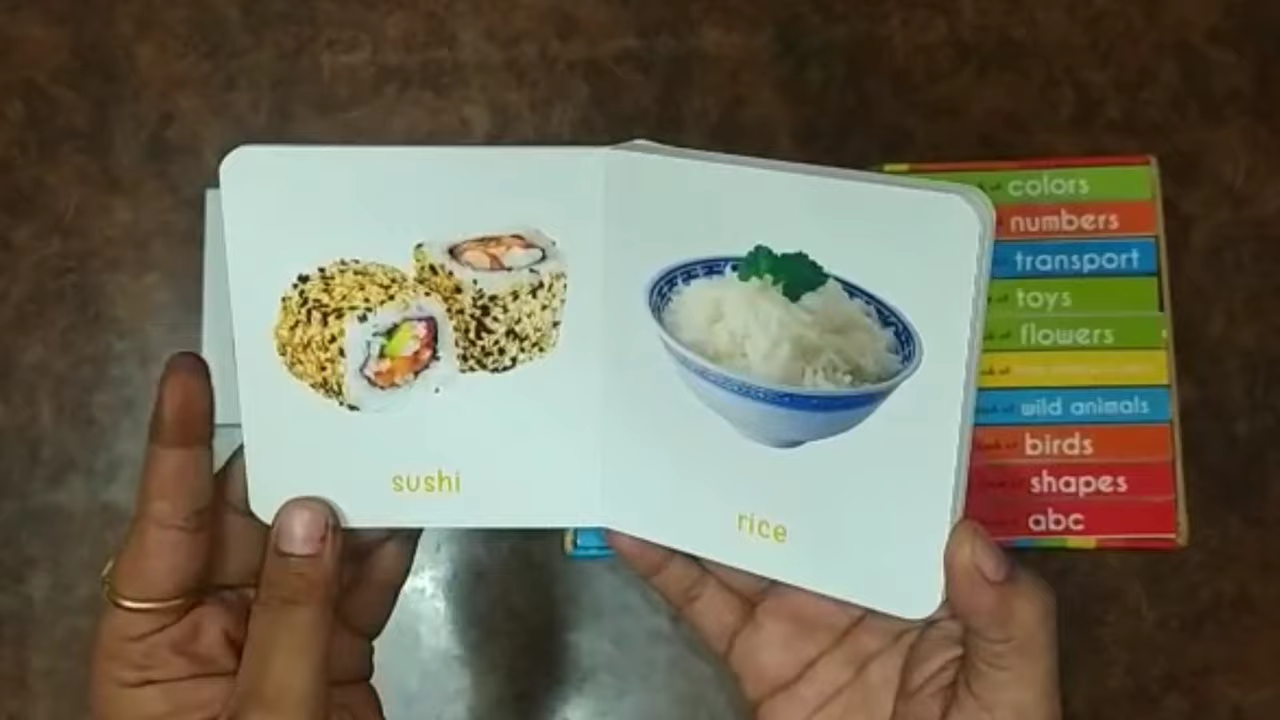 sushi
rice
colors
numbers
transport
toys
flowers
wild animals
birds
shapes
abc